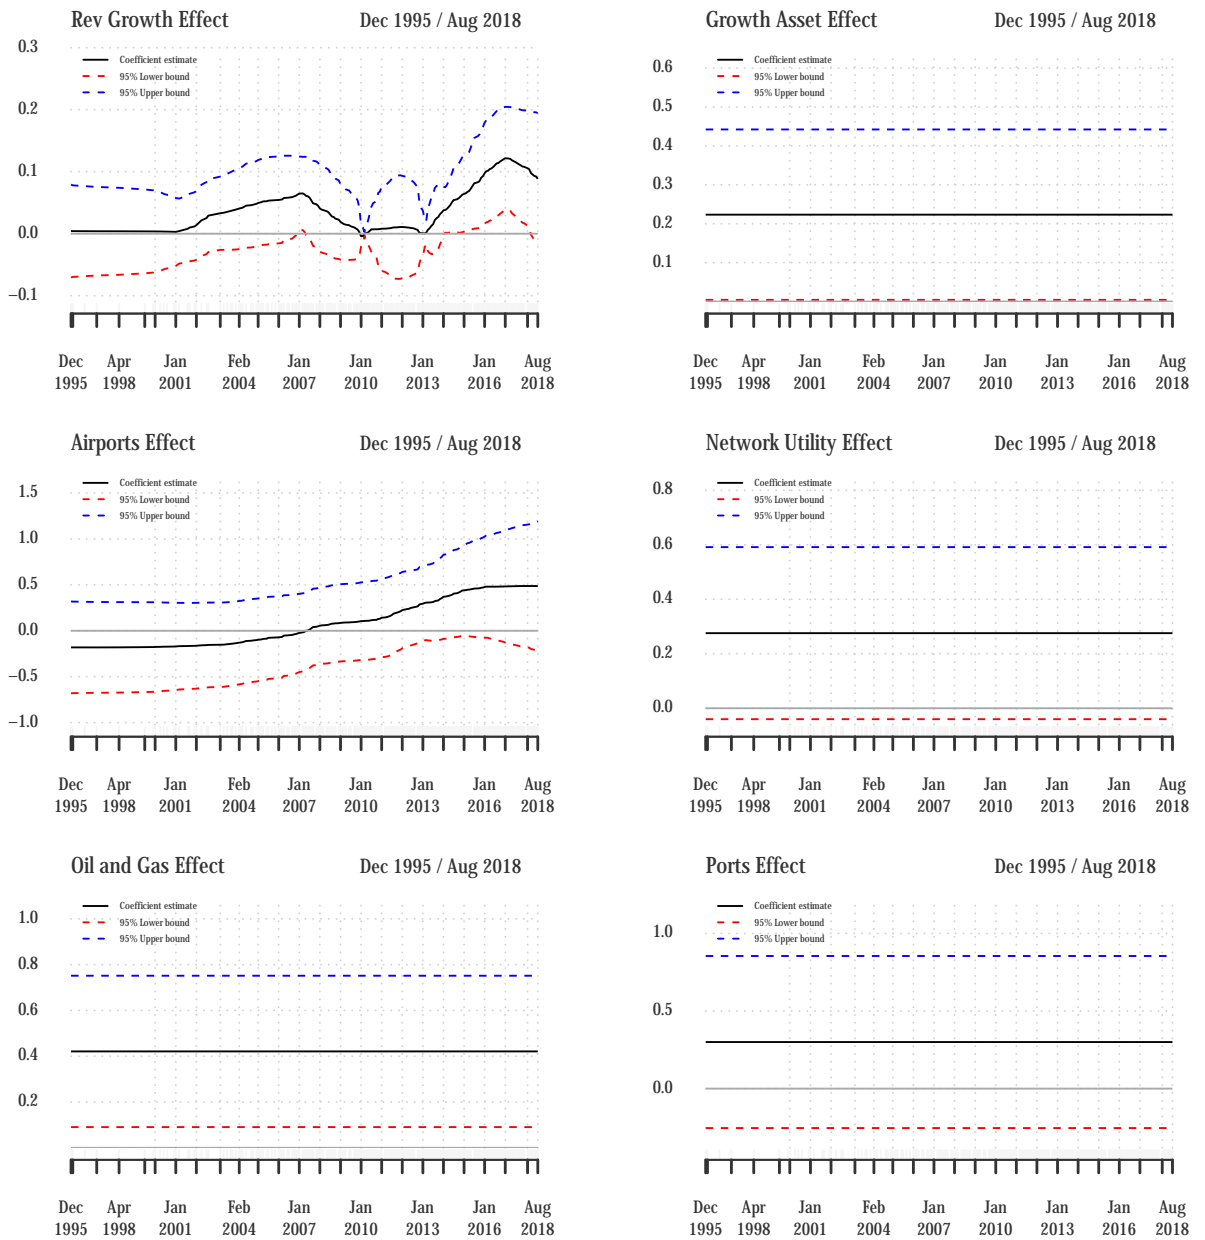 Rev Growth Effect Dec 1995 / Aug 2018
0.3
0.2
0.1
0.0
−0.1
Coefficient estimate
95% Lower bound
95% Upper bound
Dec Apr Jan Feb Jan Jan Jan Jan Aug
1995 1998 2001 2004 2007 2010 2013 2016 2018
Growth Asset Effect Dec 1995 / Aug 2018
0.6
0.5
0.4
0.3
0.2
0.1
Coefficient estimate
95% Lower bound
95% Upper bound
Dec Apr Jan Feb Jan Jan Jan Jan Aug
1995 1998 2001 2004 2007 2010 2013 2016 2018
Airports Effect Dec 1995 / Aug 2018
1.5
1.0
0.5
0.0
−0.5
−1.0
Coefficient estimate
95% Lower bound
95% Upper bound
Dec Apr Jan Feb Jan Jan Jan Jan Aug
1995 1998 2001 2004 2007 2010 2013 2016 2018
Network Utility Effect Dec 1995 / Aug 2018
0.8
0.6
0.4
0.2
0.0
Coefficient estimate
95% Lower bound
95% Upper bound
Dec Apr Jan Feb Jan Jan Jan Jan Aug
1995 1998 2001 2004 2007 2010 2013 2016 2018
Oil and Gas Effect Dec 1995 / Aug 2018
1.0
0.8
0.6
0.4
0.2
Coefficient estimate
95% Lower bound
95% Upper bound
Dec Apr Jan Feb Jan Jan Jan Jan Aug
1995 1998 2001 2004 2007 2010 2013 2016 2018
Ports Effect Dec 1995 / Aug 2018
1.0
0.5
0.0
Coefficient estimate
95% Lower bound
95% Upper bound
Dec Apr Jan Feb Jan Jan Jan Jan Aug
1995 1998 2001 2004 2007 2010 2013 2016 2018